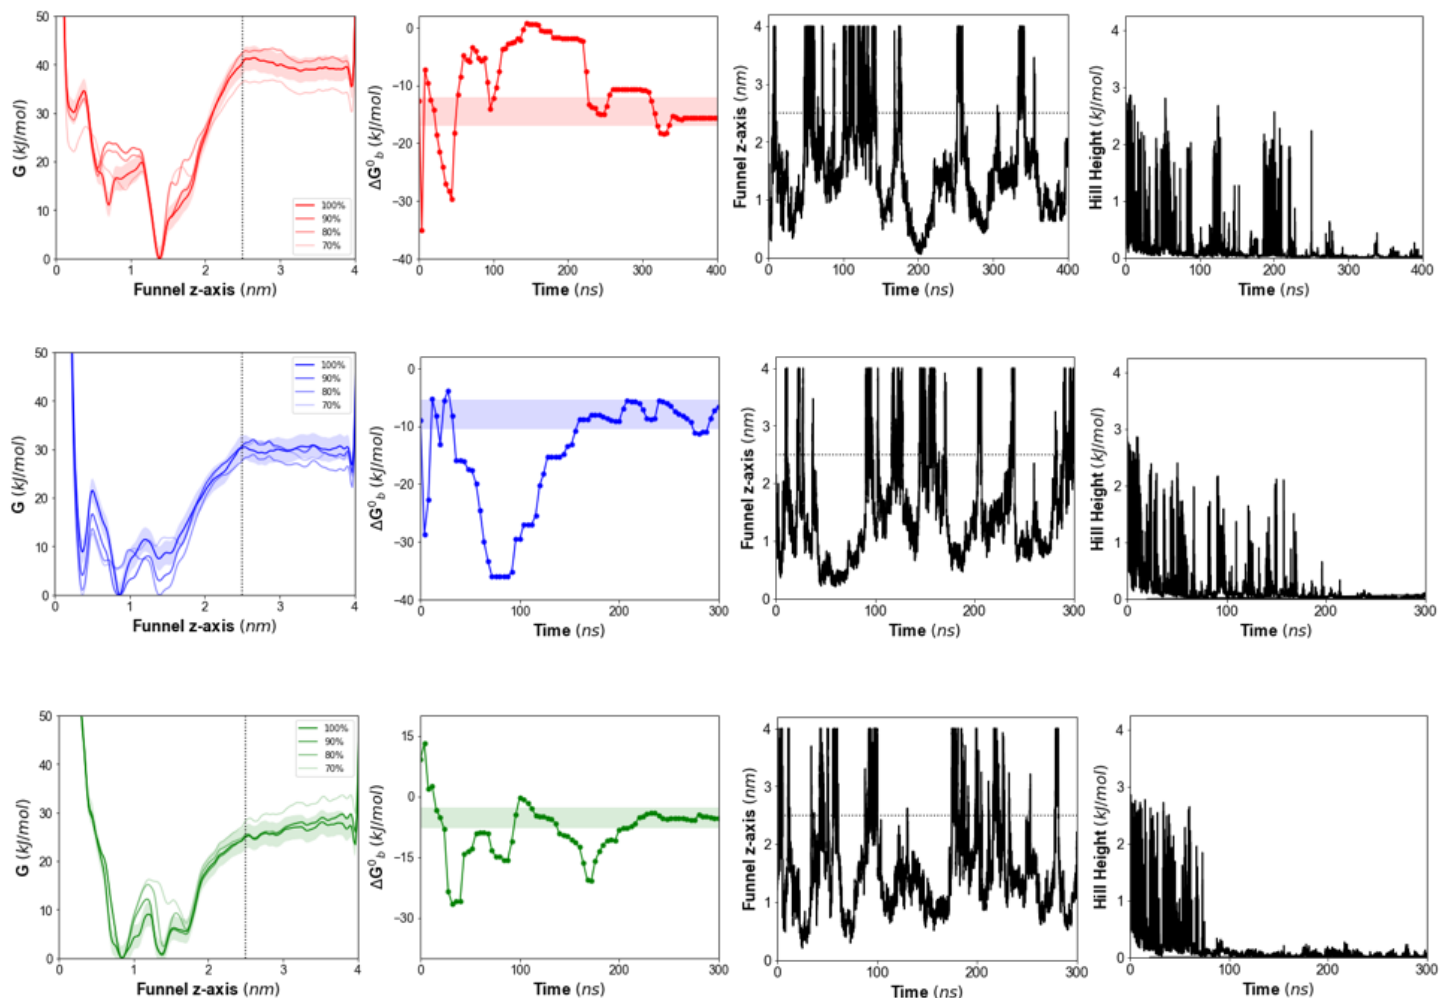 50
40
30
20
10
0
G (kJ/mol)
0 1 2 3 4
Funnel z-axis (nm)
100%
90%
80%
70%
0
−10
−20
−30
−40
ΔG⁰b (kJ/mol)
0 100 200 300 400
Time (ns)
4
3
2
1
0
Funnel z-axis (nm)
0 100 200 300 400
Time (ns)
4
3
2
1
0
Hill Height (kJ/mol)
0 100 200 300 400
Time (ns)
50
40
30
20
10
0
G (kJ/mol)
0 1 2 3 4
Funnel z-axis (nm)
100%
90%
80%
70%
0
−10
−20
−30
−40
ΔG⁰b (kJ/mol)
0 100 200 300
Time (ns)
4
3
2
1
0
Funnel z-axis (nm)
0 100 200 300
Time (ns)
4
3
2
1
0
Hill Height (kJ/mol)
0 100 200 300
Time (ns)
50
40
30
20
10
0
G (kJ/mol)
0 1 2 3 4
Funnel z-axis (nm)
100%
90%
80%
70%
15
0
−15
−30
ΔG⁰b (kJ/mol)
0 100 200 300
Time (ns)
4
3
2
1
0
Funnel z-axis (nm)
0 100 200 300
Time (ns)
4
3
2
1
0
Hill Height (kJ/mol)
0 100 200 300
Time (ns)